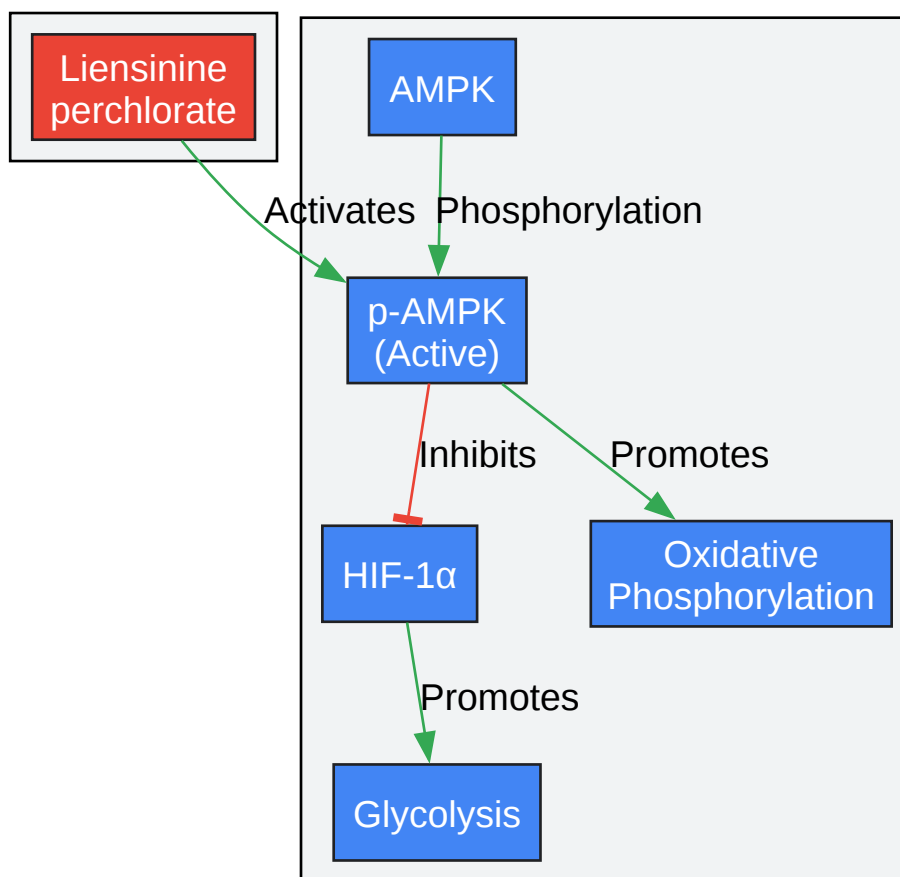 Liensinine
perchlorate
AMPK
Activates
Phosphorylation
p-AMPK
(Active)
Inhibits
Promotes
HIF-1α
Oxidative
Phosphorylation
Promotes
Glycolysis